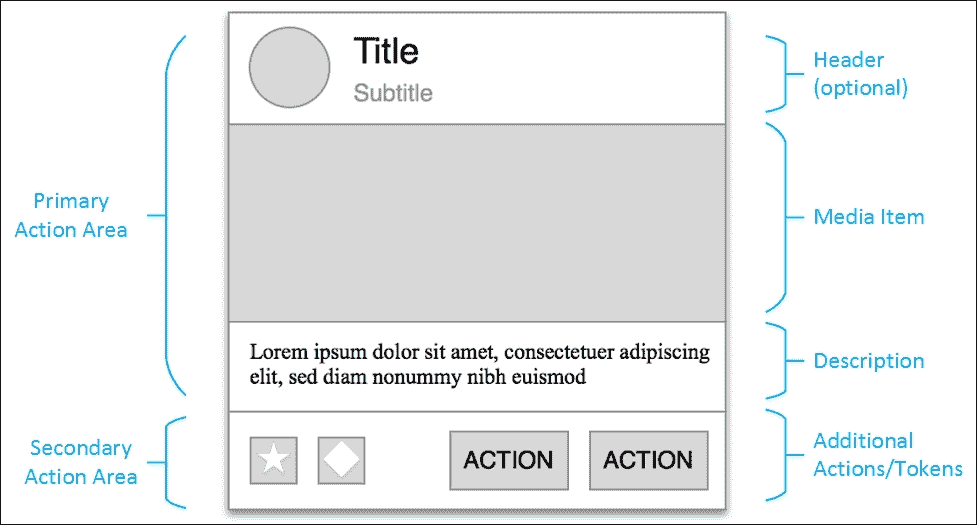 Title
Subtitle
Header
(optional)
Primary
Action Area
Media Item
Lorem ipsum dolor sit amet, consectetuer adipiscing
elit, sed diam nonummy nibh euismod
Description
Secondary
Action Area
ACTION
ACTION
Additional
Actions/Tokens